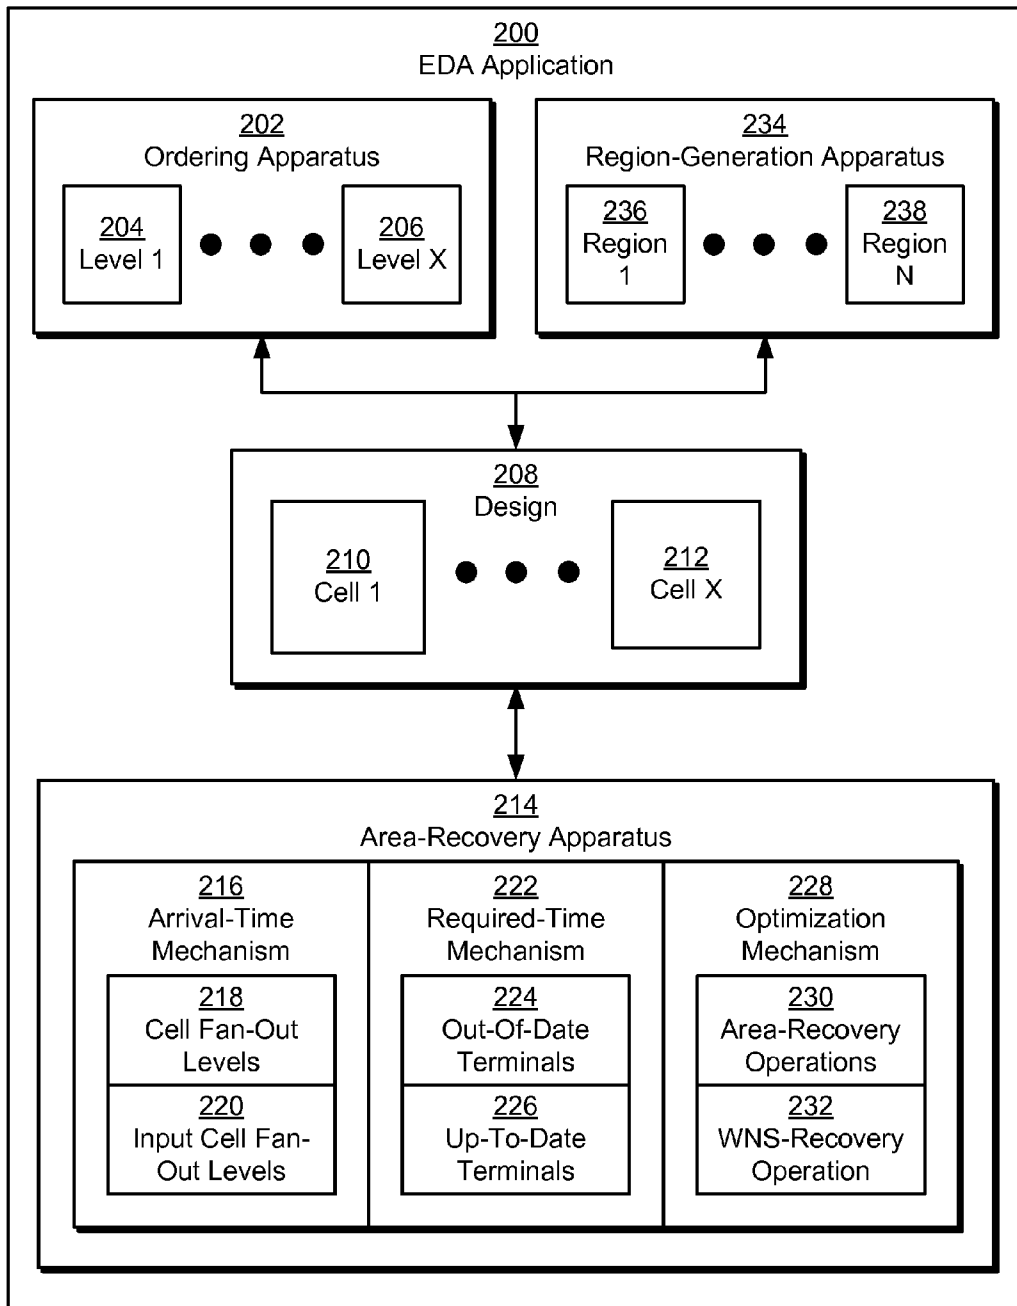 200
EDA Application
202
Ordering Apparatus
204
Level 1
206
Level X
234
Region-Generation Apparatus
236
Region
1
238
Region
N
208
Design
210
Cell 1
212
Cell X
214
Area-Recovery Apparatus
216
Arrival-Time
Mechanism
218
Cell Fan-Out
Levels
220
Input Cell Fan-
Out Levels
222
Required-Time
Mechanism
224
Out-Of-Date
Terminals
226
Up-To-Date
Terminals
228
Optimization
Mechanism
230
Area-Recovery
Operations
232
WNS-Recovery
Operation